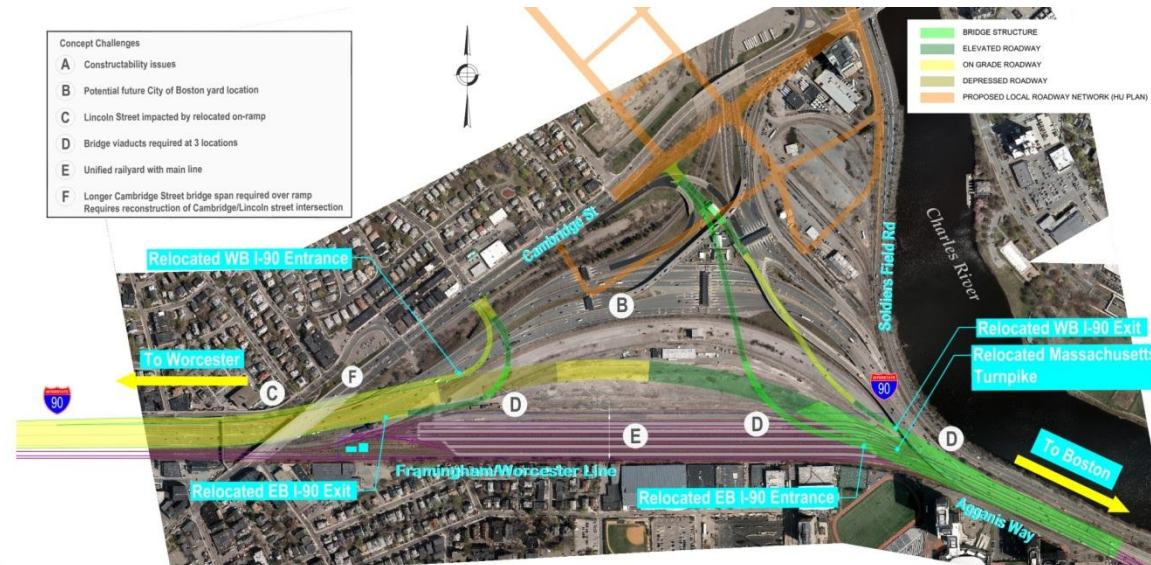 Concept Challenges
A Constructability issues
B Potential future City of Boston yard location
C Lincoln Street impacted by relocated on-ramp
D Bridge viaducts required at 3 locations
E Unified railyard with main line
F Longer Cambridge Street bridge span required over ramp
Requires reconstruction of Cambridge/Lincoln street intersection
BRIDGE STRUCTURE
ELEVATED ROADWAY
ON GRADE ROADWAY
DEPRESSED ROADWAY
PROPOSED LOCAL ROADWAY NETWORK (HU PLAN)
Cambridge St
Relocated WB I-90 Entrance
Soldiers Field Rd
Charles River
B
Relocated WB I-90 Exit
Relocated Massachusetts
Turnpike
To Worcester
INTERSTATE
90
C
F
D
E
D
INTERSTATE
90
D
To Boston
Framingham/Worcester Line
Relocated EB I-90 Exit
Relocated EB I-90 Entrance
Agganis Way